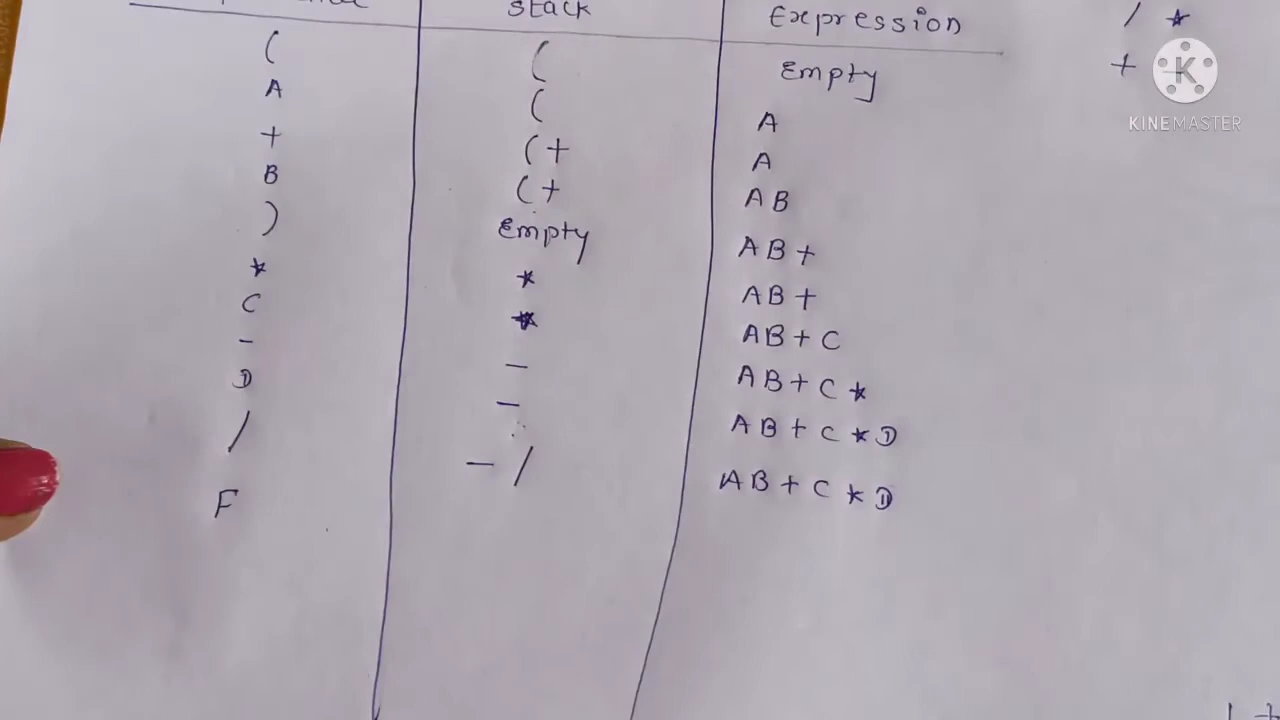 stack Expression / *
( ( Empty +
KINEMASTER
A ( A
+ (+ A
B (+ AB
) Empty AB+
* * AB+
C * AB+C
- - AB+C*
D - AB+C*D
/ -/ AB+C*D
F